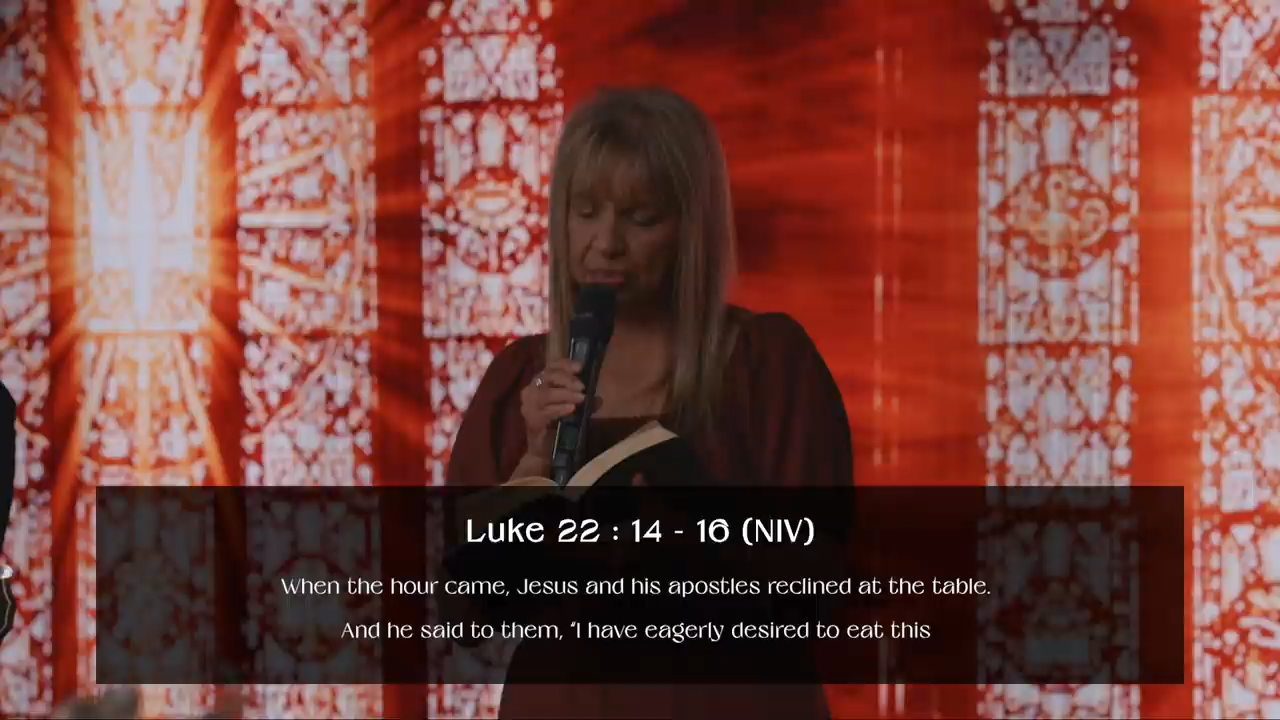 Luke 22 : 14 - 16 (NIV)
When the hour came, Jesus and his apostles reclined at the table.
And he said to them, “I have eagerly desired to eat this